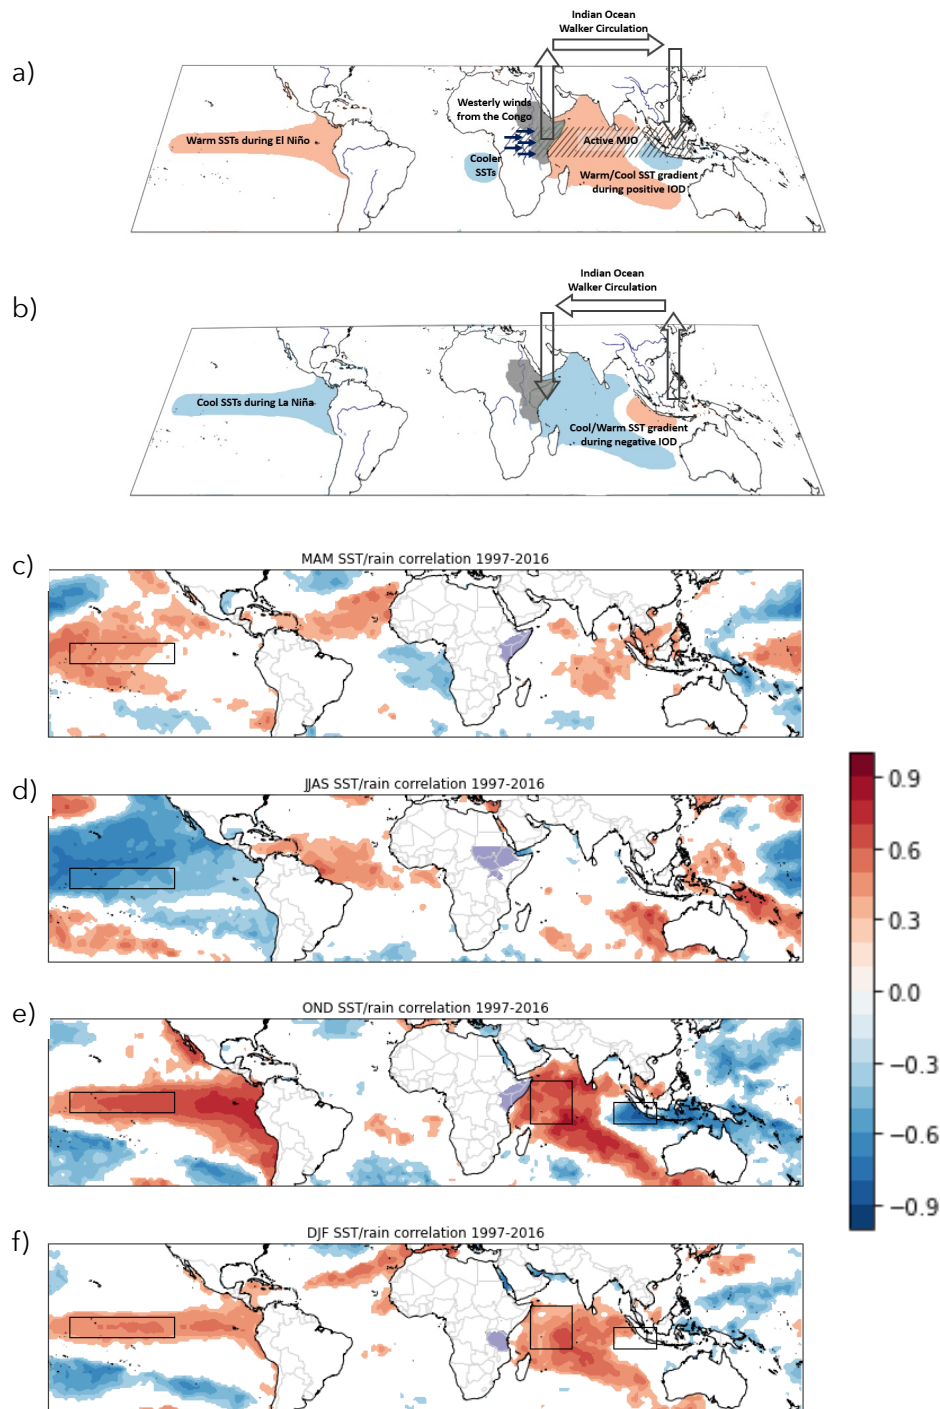 a)
Indian Ocean
Walker Circulation
Westerly winds
from the Congo
Warm SSTs during El Niño
Active MJO
Cooler
SSTs
Warm/Cool SST gradient
during positive IOD
b)
Indian Ocean
Walker Circulation
Cool SSTs during La Niña
Cool/Warm SST gradient
during negative IOD
c)
MAM SST/rain correlation 1997-2016
d)
JJAS SST/rain correlation 1997-2016
e)
OND SST/rain correlation 1997-2016
f)
DJF SST/rain correlation 1997-2016
0.9
0.6
0.3
0.0
−0.3
−0.6
−0.9